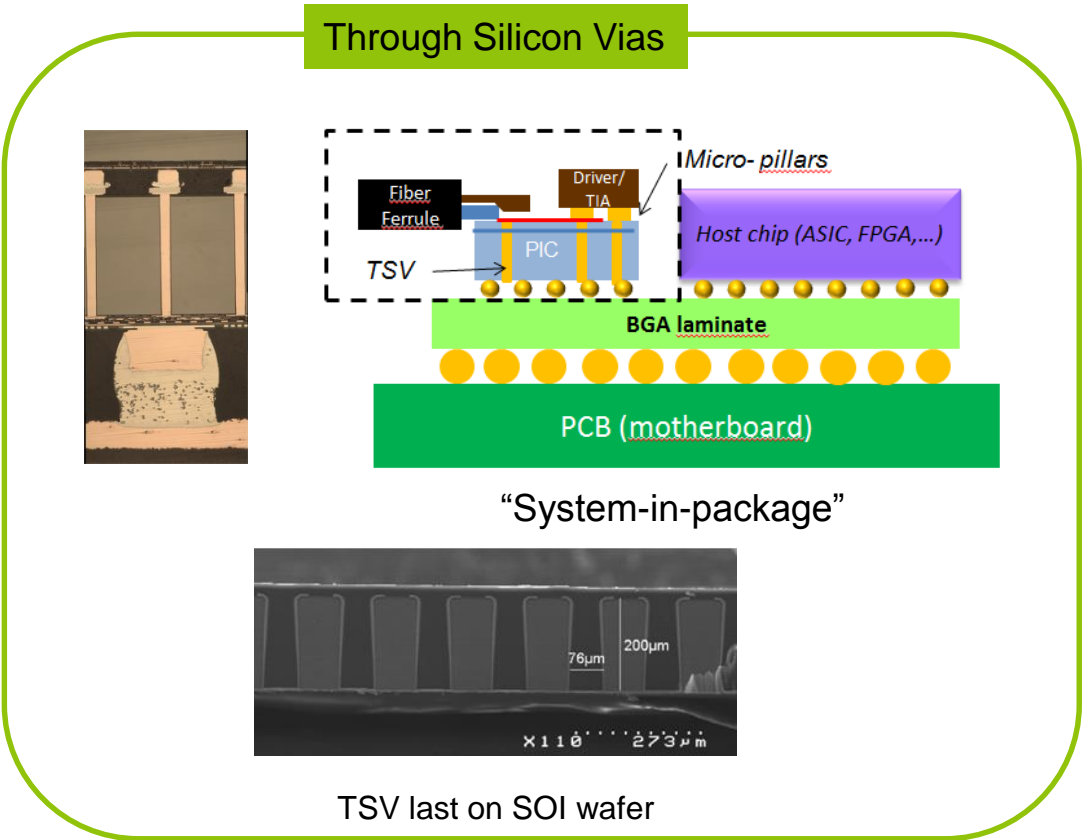 Through Silicon Vias
Micro- pillars
Driver/
TIA
Fiber
Ferrule
Host chip (ASIC, FPGA,...)
PIC
TSV
BGA laminate
PCB (motherboard)
“System-in-package”
200µm
76µm
X110 273µm
TSV last on SOI wafer